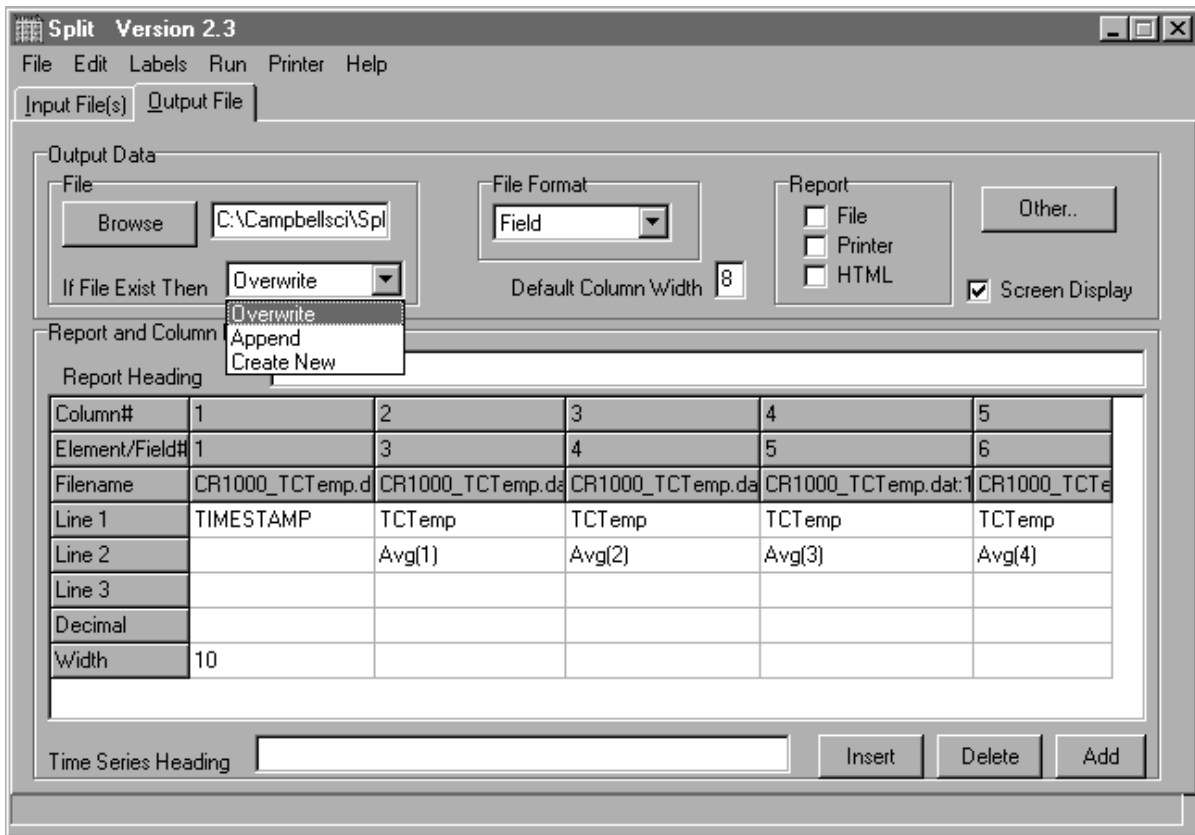 Split Version 2.3
File Edit Labels Run Printer Help
Input File(s) Output File
Output Data
File
Browse C:\Campbellsci\Spl
If File Exist Then Overwrite
Overwrite
Append
Create New
File Format
Field
Default Column Width 8
Report
File
Printer
HTML
Other..
Screen Display
Report and Column
Report Heading
Column# 1 2 3 4 5
Element/Field# 1 3 4 5 6
Filename CR1000_TCTemp.d CR1000_TCTemp.da CR1000_TCTemp.da CR1000_TCTemp.dat:1 CR1000_TCTe
Line 1 TIMESTAMP TCTemp TCTemp TCTemp TCTemp
Line 2 Avg(1) Avg(2) Avg(3) Avg(4)
Line 3
Decimal
Width 10
Time Series Heading
Insert Delete Add